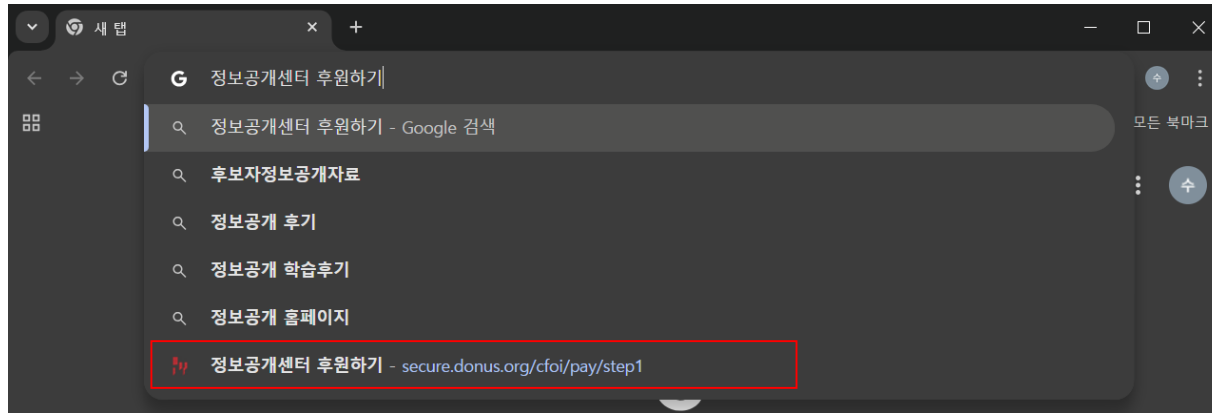 새 탭
정보공개센터 후원하기
정보공개센터 후원하기 - Google 검색
모든 북마크
후보자정보공개자료
수
정보공개 후기
정보공개 학습후기
정보공개 홈페이지
정보공개센터 후원하기 - secure.donus.org/cfoi/pay/step1